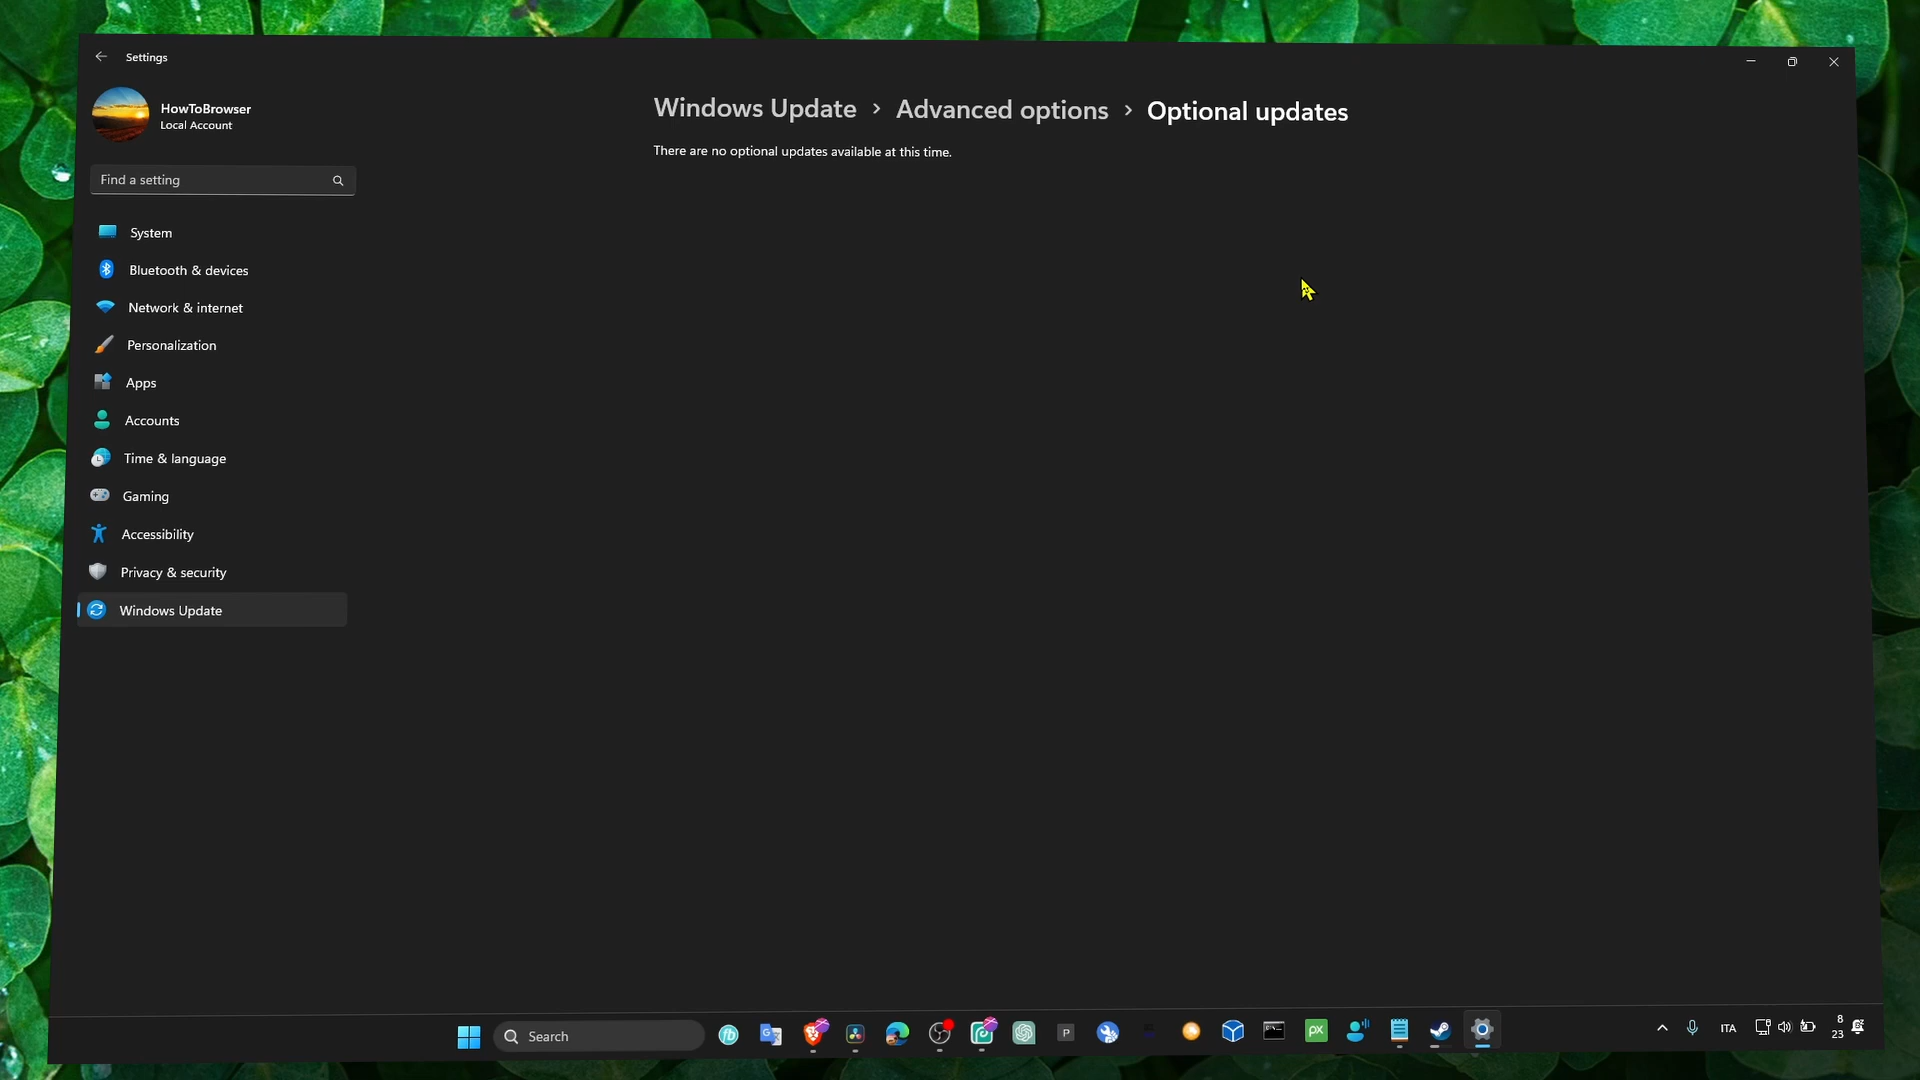 Settings
HowToBrowser
Local Account
Find a setting
System
Bluetooth & devices
Network & internet
Personalization
Apps
Accounts
Time & language
Gaming
Accessibility
Privacy & security
Windows Update
Windows Update > Advanced options > Optional updates
There are no optional updates available at this time.
Search
fb
P
px
ITA
8
23